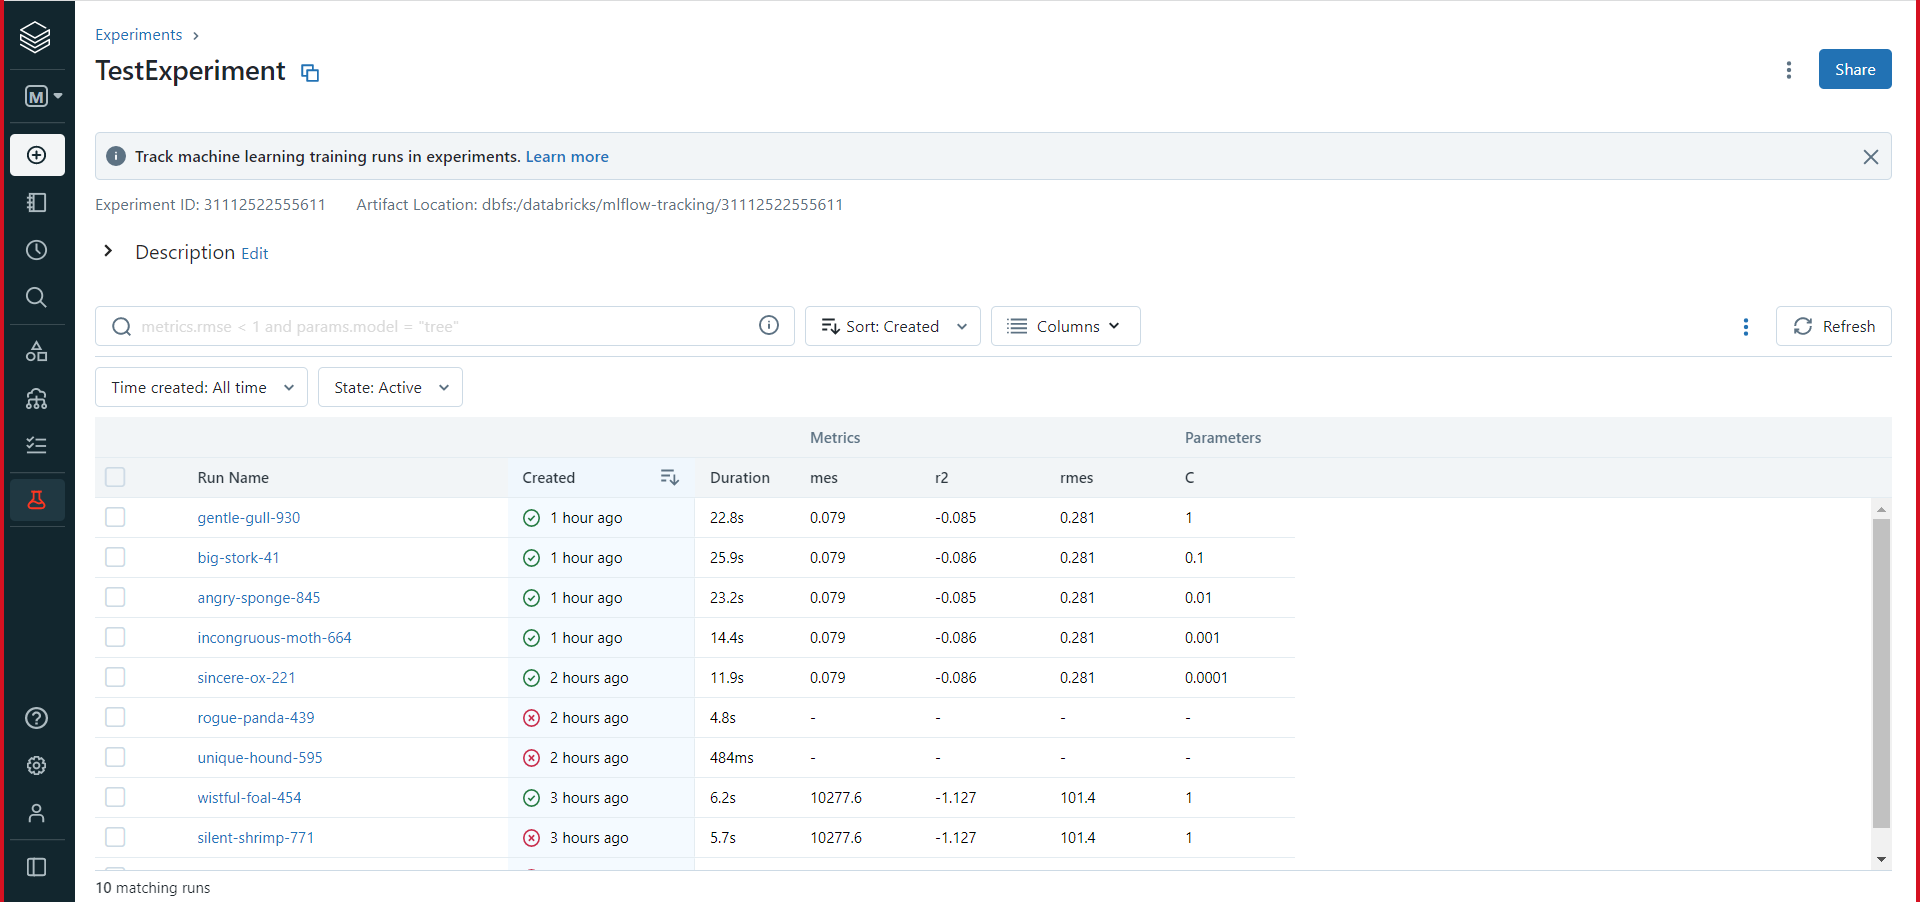 Experiments
TestExperiment
Share
M
Track machine learning training runs in experiments. Learn more
Experiment ID: 31112522555611 Artifact Location: dbfs:/databricks/mlflow-tracking/31112522555611
Description Edit
metrics.rmse < 1 and params.model = "tree" Sort: Created Columns Refresh
Time created: All time State: Active
Metrics Parameters
Run Name Created Duration mes r2 rmes C
gentle-gull-930 1 hour ago 22.8s 0.079 -0.085 0.281 1
big-stork-41 1 hour ago 25.9s 0.079 -0.086 0.281 0.1
angry-sponge-845 1 hour ago 23.2s 0.079 -0.085 0.281 0.01
incongruous-moth-664 1 hour ago 14.4s 0.079 -0.086 0.281 0.001
sincere-ox-221 2 hours ago 11.9s 0.079 -0.086 0.281 0.0001
rogue-panda-439 2 hours ago 4.8s - - - -
unique-hound-595 2 hours ago 484ms - - - -
wistful-foal-454 3 hours ago 6.2s 10277.6 -1.127 101.4 1
silent-shrimp-771 3 hours ago 5.7s 10277.6 -1.127 101.4 1
10 matching runs